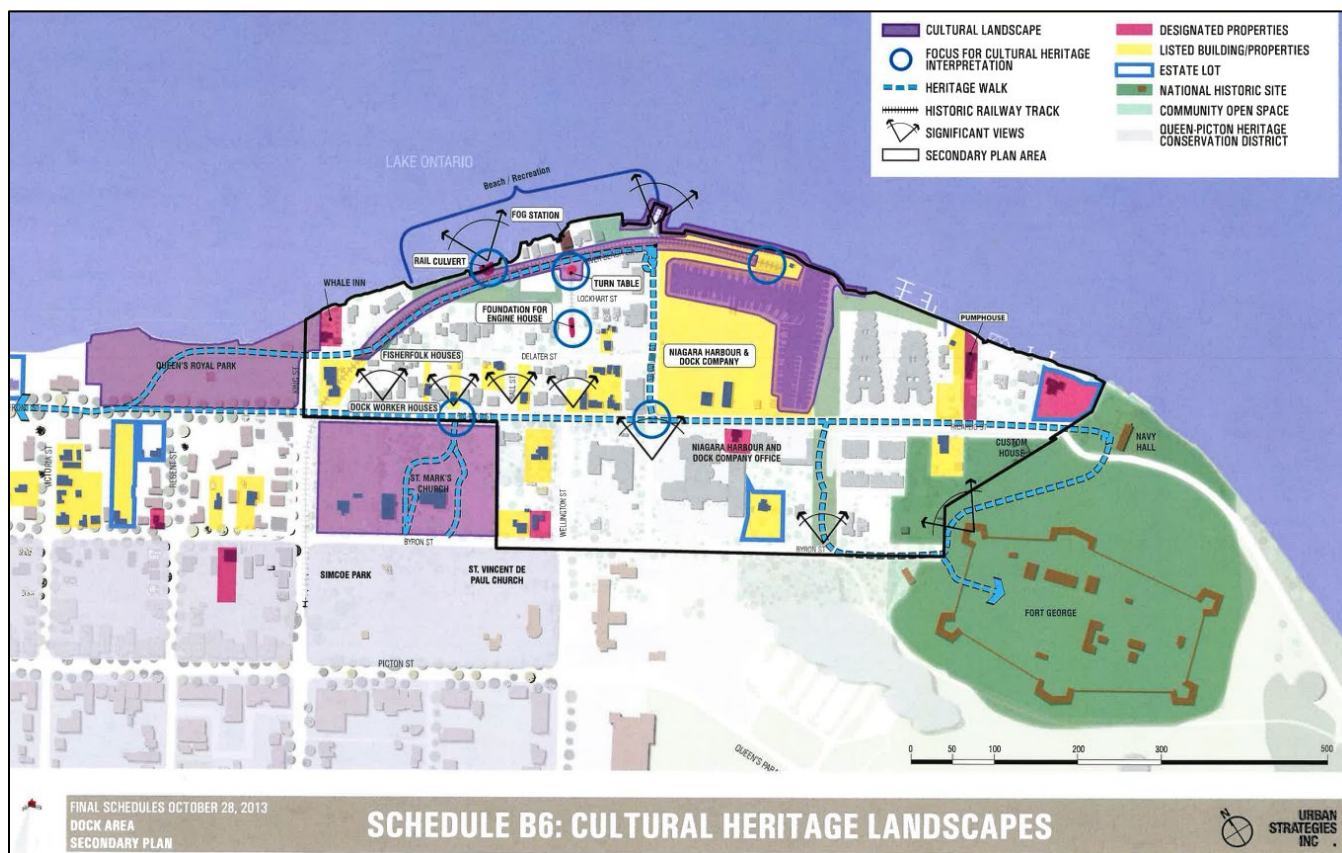 CULTURAL LANDSCAPE
FOCUS FOR CULTURAL HERITAGE
INTERPRETATION
HERITAGE WALK
HISTORIC RAILWAY TRACK
SIGNIFICANT VIEWS
SECONDARY PLAN AREA
DESIGNATED PROPERTIES
LISTED BUILDING/PROPERTIES
ESTATE LOT
NATIONAL HISTORIC SITE
COMMUNITY OPEN SPACE
QUEEN-PICTON HERITAGE
CONSERVATION DISTRICT
LAKE ONTARIO
Beach / Recreation
FOG STATION
RAIL CULVERT
WHALE INN
TURN TABLE
LOCKHART ST
FOUNDATION FOR
ENGINE HOUSE
DELATER ST
PUMPHOUSE
NIAGARA HARBOUR &
DOCK COMPANY
QUEEN'S ROYAL PARK
FISHERFOLK HOUSES
DOCK WORKER HOUSES
NIAGARA HARBOUR AND
DOCK COMPANY OFFICE
CUSTOM
HOUSE
NAVY
HALL
ST. MARK'S
CHURCH
WELLINGTON ST
BYRON ST
BYRON ST
SIMCOE PARK
ST. VINCENT DE
PAUL CHURCH
FORT GEORGE
PICTON ST
0 50 100 200 300 500
FINAL SCHEDULES OCTOBER 28, 2013
DOCK AREA
SECONDARY PLAN
SCHEDULE B6: CULTURAL HERITAGE LANDSCAPES
URBAN
STRATEGIES
INC